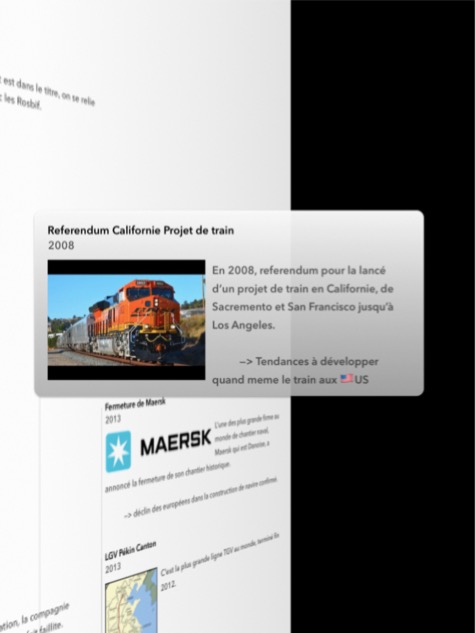 est dans le titre, on se relie
les Rosbif.
Referendum Californie Projet de train
2008
En 2008, referendum pour la lancé
d'un projet de train en Californie, de
Sacremento et San Francisco jusqu'à
Los Angeles.
--> Tendances à développer
quand meme le train aux 🇺🇸US
Fermeture de Maersk
2013
MAERSK
L'une des plus grande firme au
monde de chantier naval,
Maersk qui est Danoise, a
annoncé la fermeture de son chantier historique.
--> déclin des européens dans la construction de navire confirmé.
LGV Pékin Canton
2013
C'est la plus grande ligne TGV au monde, termine fin
2012.
ation, la compagnie
faillite.